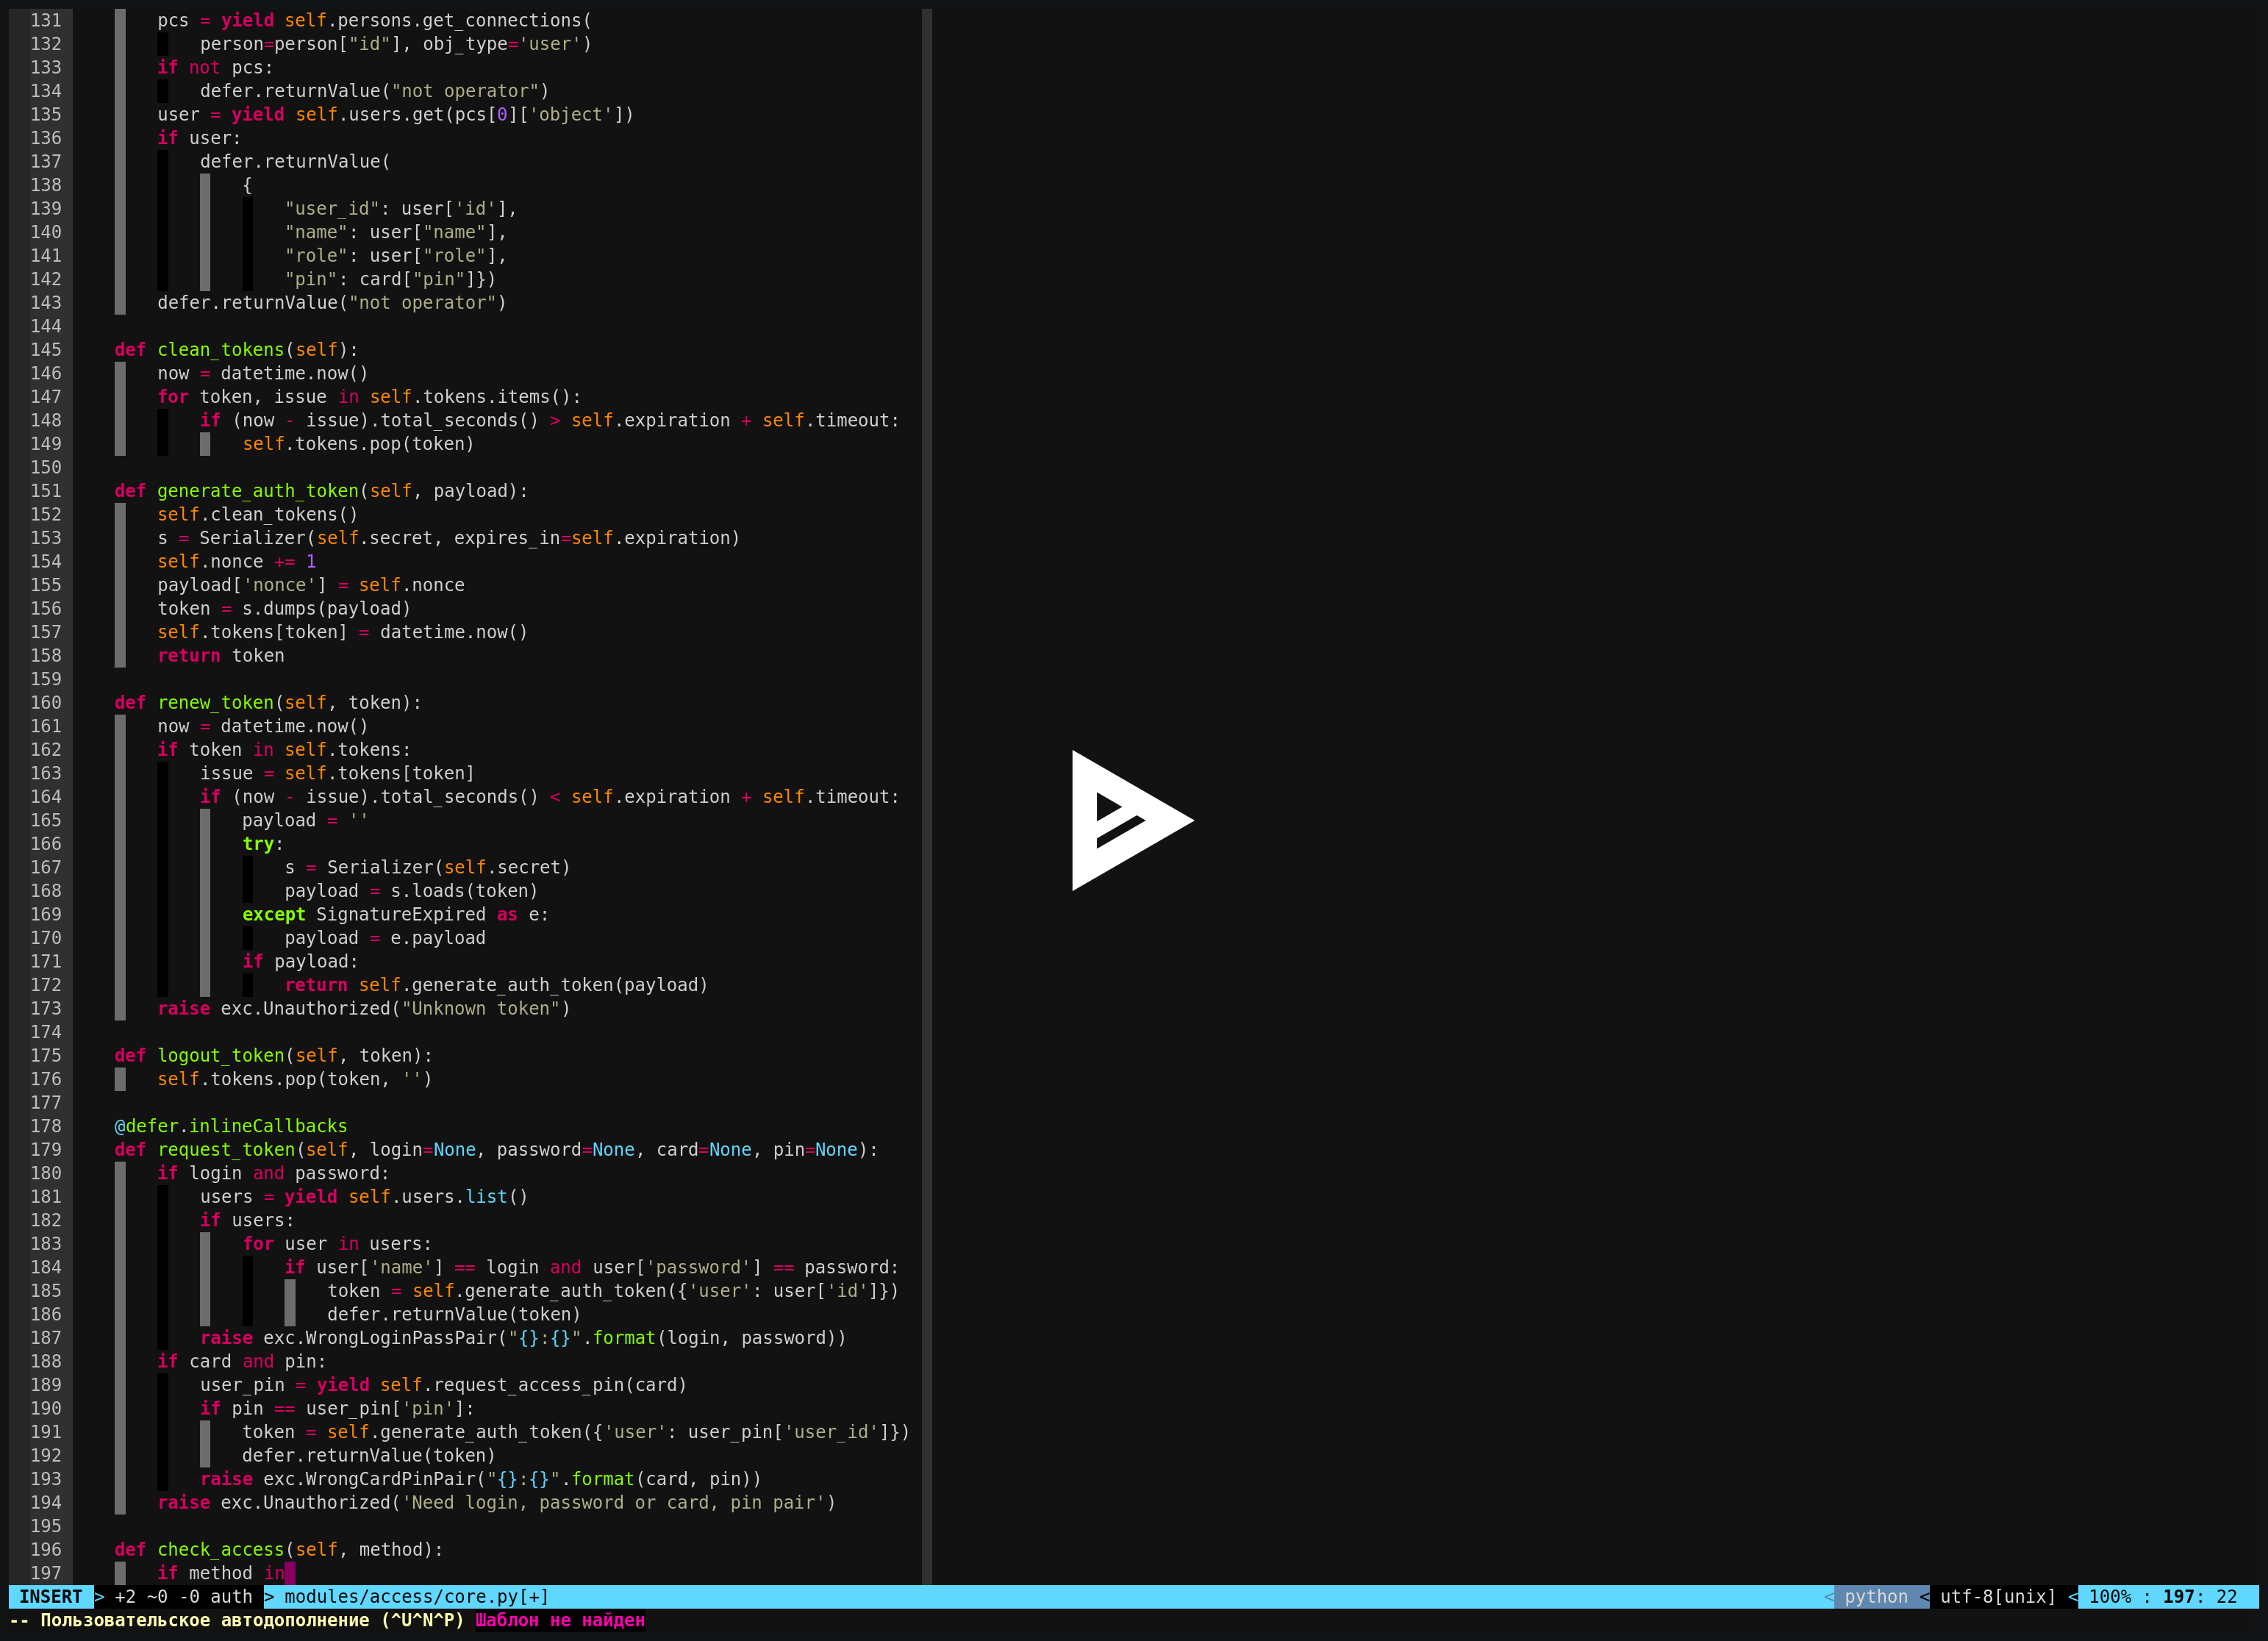 131 pcs = yield self.persons.get_connections(
132 person=person["id"], obj_type='user')
133 if not pcs:
134 defer.returnValue("not operator")
135 user = yield self.users.get(pcs[0]['object'])
136 if user:
137 defer.returnValue(
138 {
139 "user_id": user['id'],
140 "name": user["name"],
141 "role": user["role"],
142 "pin": card["pin"]})
143 defer.returnValue("not operator")
144
145 def clean_tokens(self):
146 now = datetime.now()
147 for token, issue in self.tokens.items():
148 if (now - issue).total_seconds() > self.expiration + self.timeout:
149 self.tokens.pop(token)
150
151 def generate_auth_token(self, payload):
152 self.clean_tokens()
153 s = Serializer(self.secret, expires_in=self.expiration)
154 self.nonce += 1
155 payload['nonce'] = self.nonce
156 token = s.dumps(payload)
157 self.tokens[token] = datetime.now()
158 return token
159
160 def renew_token(self, token):
161 now = datetime.now()
162 if token in self.tokens:
163 issue = self.tokens[token]
164 if (now - issue).total_seconds() < self.expiration + self.timeout:
165 payload = ''
166 try:
167 s = Serializer(self.secret)
168 payload = s.loads(token)
169 except SignatureExpired as e:
170 payload = e.payload
171 if payload:
172 return self.generate_auth_token(payload)
173 raise exc.Unauthorized("Unknown token")
174
175 def logout_token(self, token):
176 self.tokens.pop(token, '')
177
178 @defer.inlineCallbacks
179 def request_token(self, login=None, password=None, card=None, pin=None):
180 if login and password:
181 users = yield self.users.list()
182 if users:
183 for user in users:
184 if user['name'] == login and user['password'] == password:
185 token = self.generate_auth_token({'user': user['id']})
186 defer.returnValue(token)
187 raise exc.WrongLoginPassPair("{}:{}".format(login, password))
188 if card and pin:
189 user_pin = yield self.request_access_pin(card)
190 if pin == user_pin['pin']:
191 token = self.generate_auth_token({'user': user_pin['user_id']})
192 defer.returnValue(token)
193 raise exc.WrongCardPinPair("{}:{}".format(card, pin))
194 raise exc.Unauthorized('Need login, password or card, pin pair')
195
196 def check_access(self, method):
197 if method in
INSERT > +2 ~0 -0 auth > modules/access/core.py[+] < python < utf-8[unix] < 100% : 197: 22
-- Пользовательское автодополнение (^U^N^P) Шаблон не найден